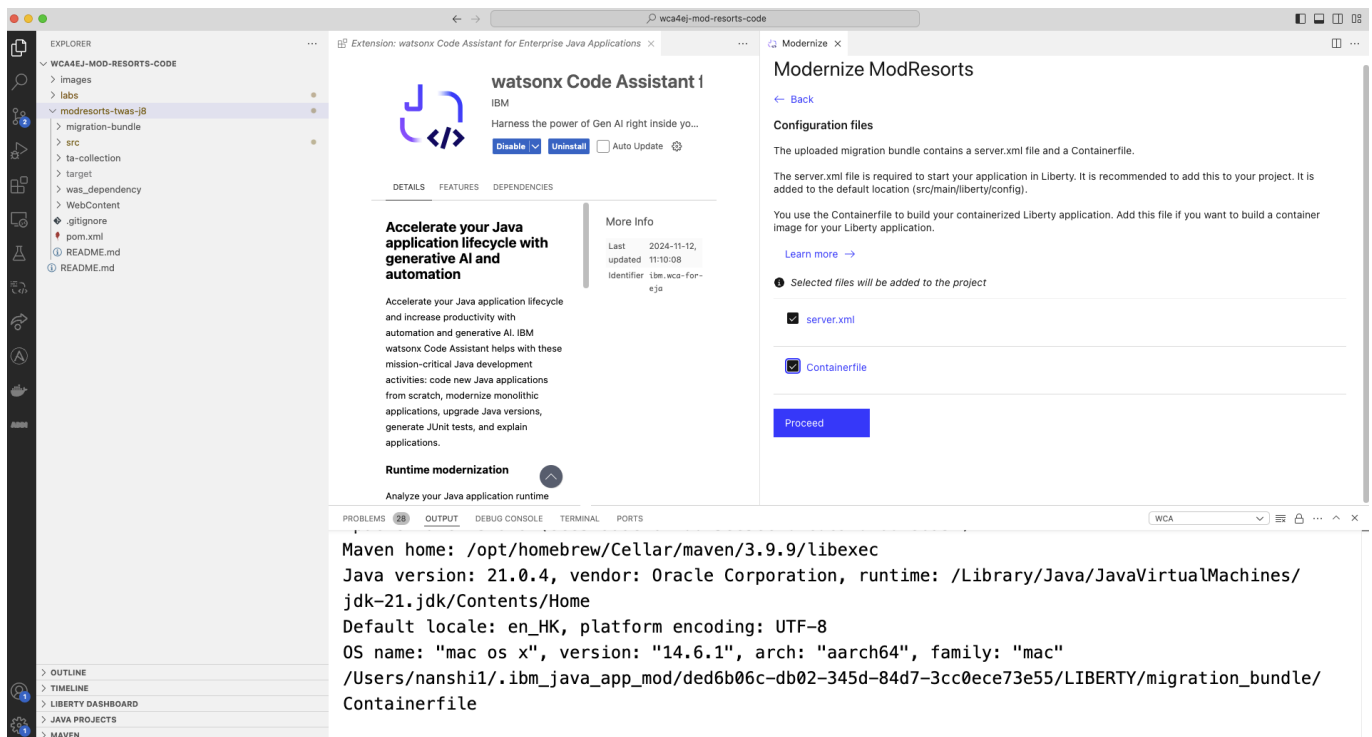 wca4ej-mod-resorts-code
EXPLORER
WCA4EJ-MOD-RESORTS-CODE
images
labs
modresorts-twas-j8
migration-bundle
src
ta-collection
target
was_dependency
WebContent
.gitignore
pom.xml
README.md
README.md
OUTLINE
TIMELINE
LIBERTY DASHBOARD
JAVA PROJECTS
MAVEN
2
1
1
Extension: watsonx Code Assistant for Enterprise Java Applications
watsonx Code Assistant f
IBM
Harness the power of Gen AI right inside yo...
Disable
Uninstall
Auto Update
DETAILS FEATURES DEPENDENCIES
Accelerate your Java
application lifecycle with
generative AI and
automation
Accelerate your Java application lifecycle
and increase productivity with
automation and generative AI. IBM
watsonx Code Assistant helps with these
mission-critical Java development
activities: code new Java applications
from scratch, modernize monolithic
applications, upgrade Java versions,
generate JUnit tests, and explain
applications.
Runtime modernization
Analyze your Java application runtime
More Info
Last 2024-11-12,
updated 11:10:08
Identifier ibm.wca-for-
eja
Modernize
Modernize ModResorts
← Back
Configuration files
The uploaded migration bundle contains a server.xml file and a Containerfile.
The server.xml file is required to start your application in Liberty. It is recommended to add this to your project. It is
added to the default location (src/main/liberty/config).
You use the Containerfile to build your containerized Liberty application. Add this file if you want to build a container
image for your Liberty application.
Learn more →
Selected files will be added to the project
server.xml
Containerfile
Proceed
PROBLEMS 28 OUTPUT DEBUG CONSOLE TERMINAL PORTS
WCA
Maven home: /opt/homebrew/Cellar/maven/3.9.9/libexec
Java version: 21.0.4, vendor: Oracle Corporation, runtime: /Library/Java/JavaVirtualMachines/
jdk-21.jdk/Contents/Home
Default locale: en_HK, platform encoding: UTF-8
OS name: "mac os x", version: "14.6.1", arch: "aarch64", family: "mac"
/Users/nanshi1/.ibm_java_app_mod/ded6b06c-db02-345d-84d7-3cc0ece73e55/LIBERTY/migration_bundle/
Containerfile